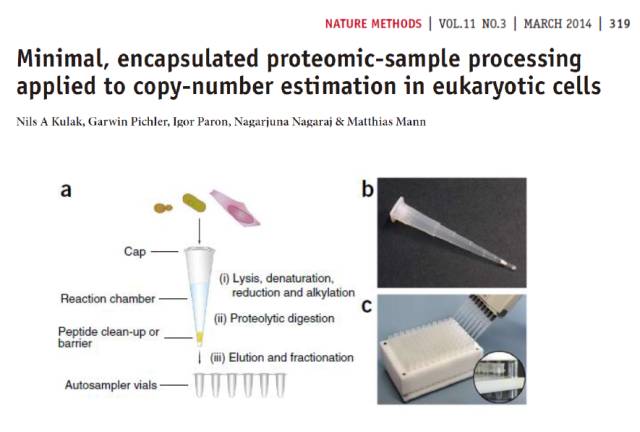 NATURE METHODS | VOL.11 NO.3 | MARCH 2014 | 319
Minimal, encapsulated proteomic-sample processing
applied to copy-number estimation in eukaryotic cells
Nils A Kulak, Garwin Pichler, Igor Paron, Nagarjuna Nagaraj & Matthias Mann
a
Cap
Reaction chamber
Peptide clean-up or
barrier
Autosampler vials
(i) Lysis, denaturation,
reduction and alkylation
(ii) Proteolytic digestion
(iii) Elution and fractionation
b
c